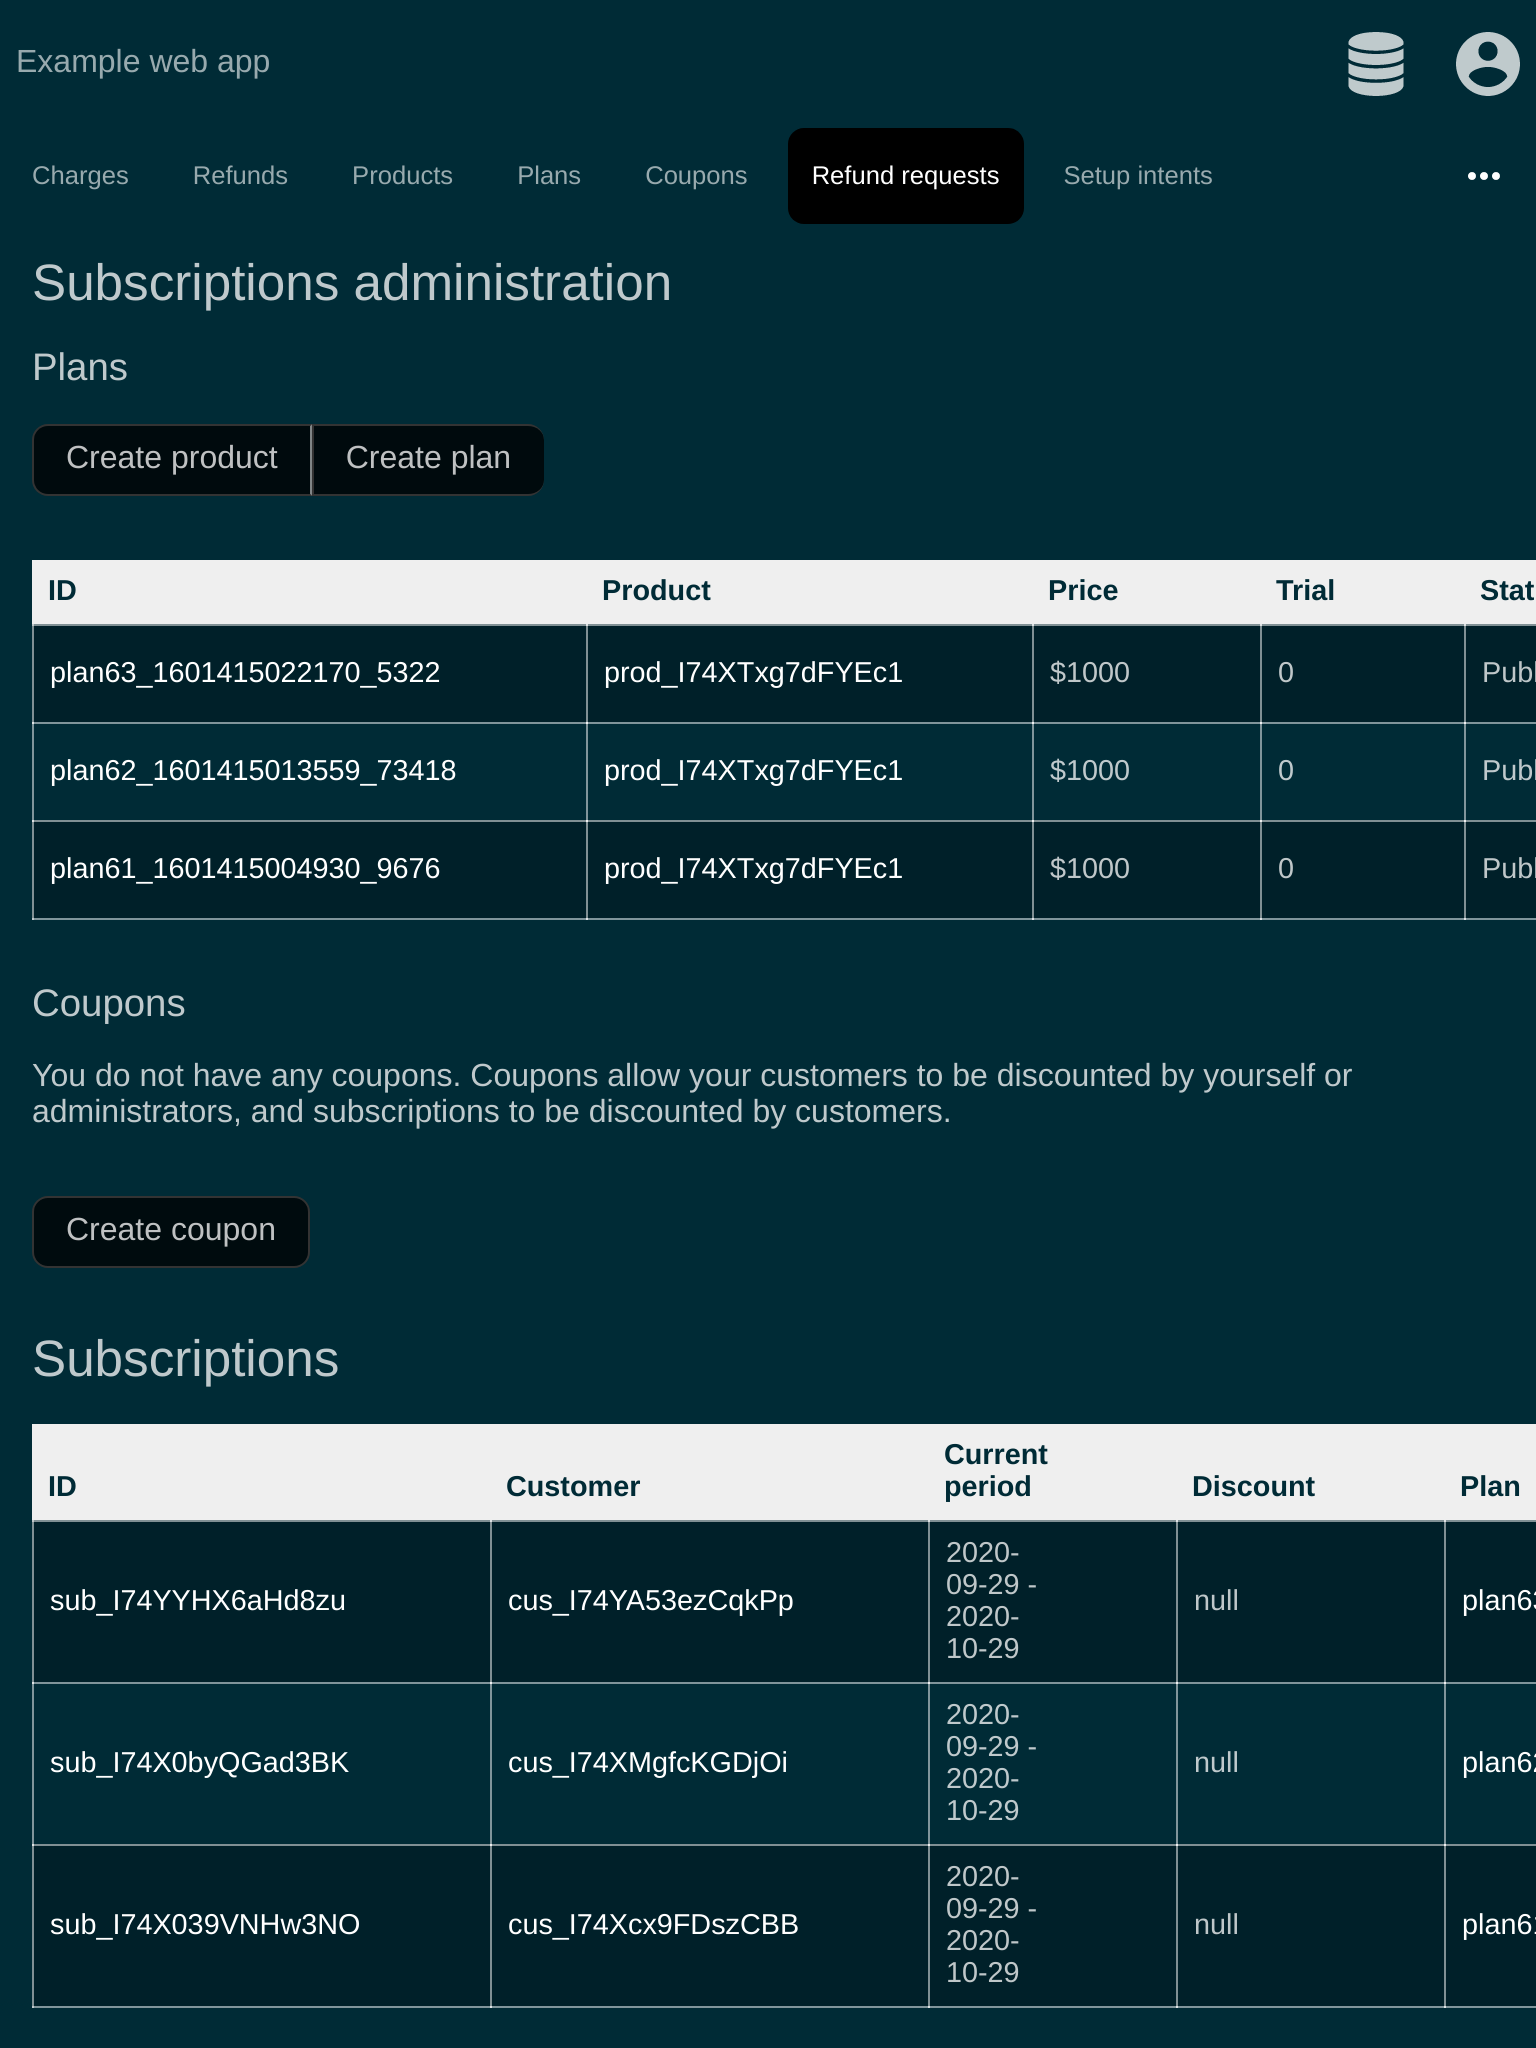 Example web app
Charges Refunds Products Plans Coupons Refund requests Setup intents
Subscriptions administration
Plans
Create product Create plan
ID Product Price Trial Stat
plan63_1601415022170_5322 prod_I74XTxg7dFYEc1 $1000 0 Publ
plan62_1601415013559_73418 prod_I74XTxg7dFYEc1 $1000 0 Publ
plan61_1601415004930_9676 prod_I74XTxg7dFYEc1 $1000 0 Publ
Coupons
You do not have any coupons. Coupons allow your customers to be discounted by yourself or
administrators, and subscriptions to be discounted by customers.
Create coupon
Subscriptions
Current
ID Customer period Discount Plan
2020-
09-29 -
sub_I74YYHX6aHd8zu cus_I74YA53ezCqkPp null plan63
2020-
10-29
2020-
09-29 -
sub_I74X0byQGad3BK cus_I74XMgfcKGDjOi null plan62
2020-
10-29
2020-
09-29 -
sub_I74X039VNHw3NO cus_I74Xcx9FDszCBB null plan61
2020-
10-29